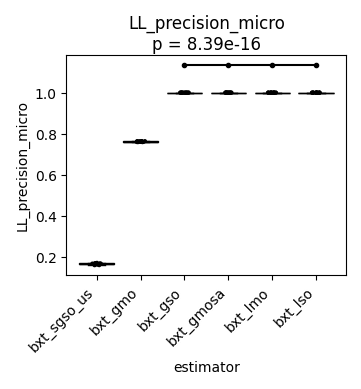 LL_precision_micro
p = 8.39e-16
LL_precision_micro
1.0
0.8
0.6
0.4
0.2
bxt_sgso_us
bxt_gmo
bxt_gso
bxt_gmosa
bxt_lmo
bxt_lso
estimator